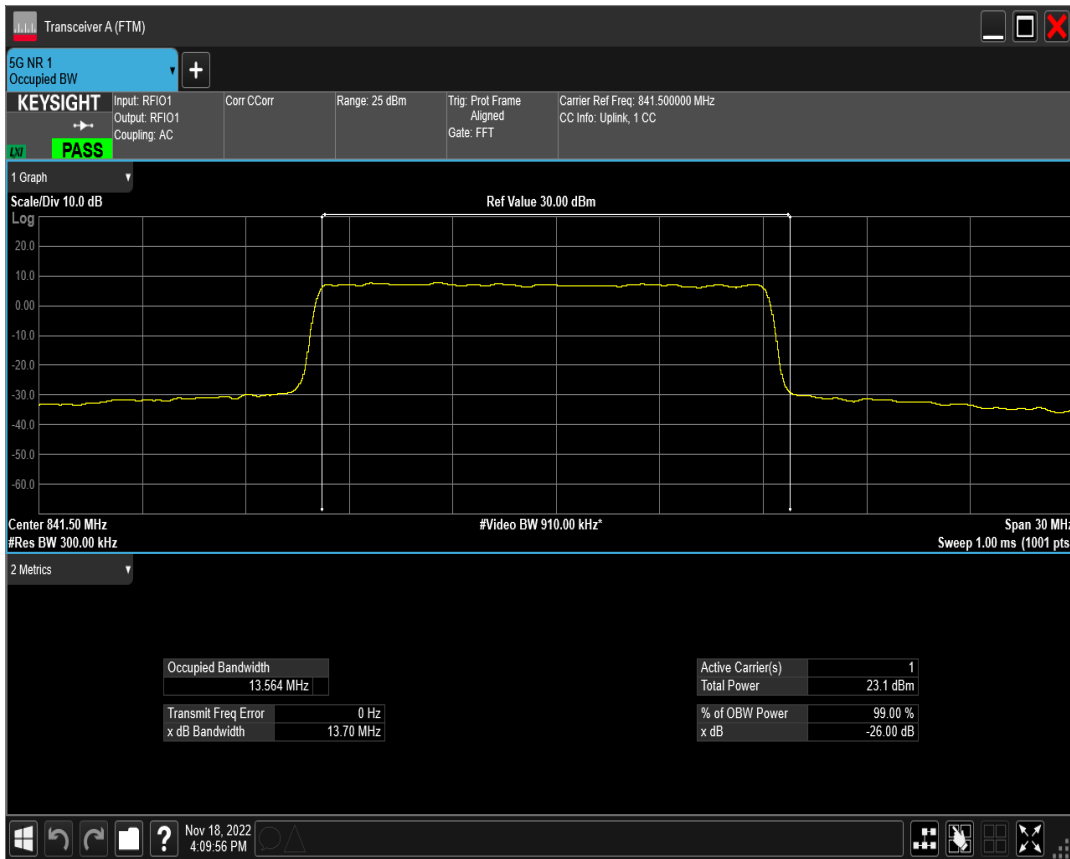 Transceiver A (FTM)
5G NR 1
Occupied BW
+
KEYSIGHT
LXI
PASS
Input: RFIO1
Output: RFIO1
Coupling: AC
Corr CCorr
Range: 25 dBm
Trig: Prot Frame
Aligned
Gate: FFT
Carrier Ref Freq: 841.500000 MHz
CC Info: Uplink, 1 CC
1 Graph
Scale/Div 10.0 dB
Ref Value 30.00 dBm
Log
20.0
10.0
0.00
-10.0
-20.0
-30.0
-40.0
-50.0
-60.0
Center 841.50 MHz
#Video BW 910.00 kHz*
Span 30 MHz
#Res BW 300.00 kHz
Sweep 1.00 ms (1001 pts
2 Metrics
Occupied Bandwidth
13.564 MHz
Transmit Freq Error 0 Hz
x dB Bandwidth 13.70 MHz
Active Carrier(s) 1
Total Power 23.1 dBm
% of OBW Power 99.00 %
x dB -26.00 dB
?
Nov 18, 2022
4:09:56 PM